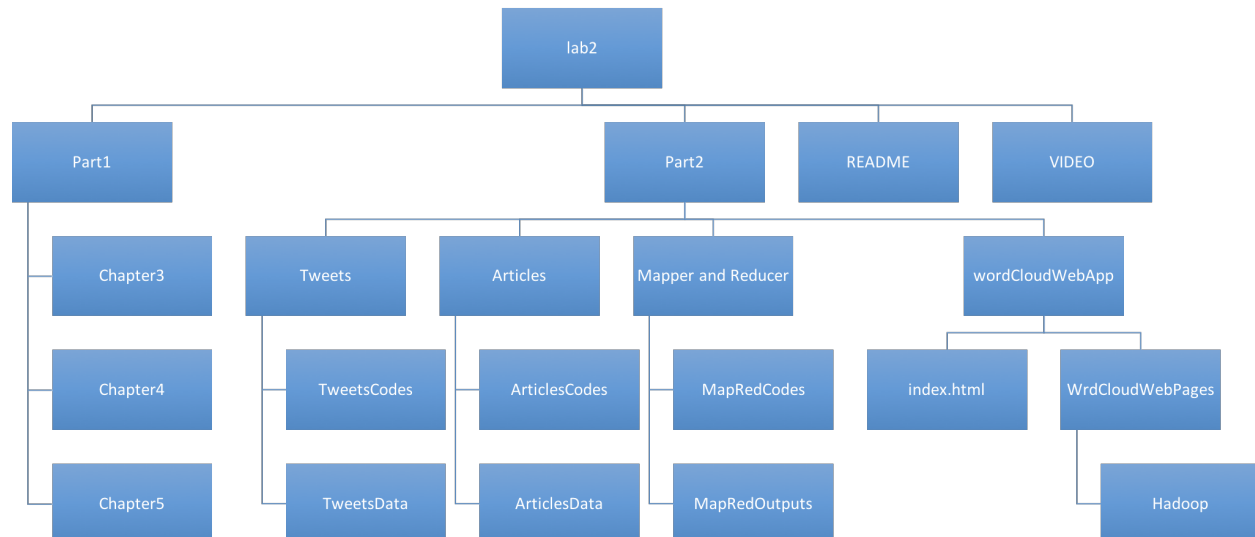 lab2
Part1
Part2
README
VIDEO
Chapter3
Tweets
Articles
Mapper and Reducer
wordCloudWebApp
Chapter4
TweetsCodes
ArticlesCodes
MapRedCodes
index.html
WrdCloudWebPages
Chapter5
TweetsData
ArticlesData
MapRedOutputs
Hadoop